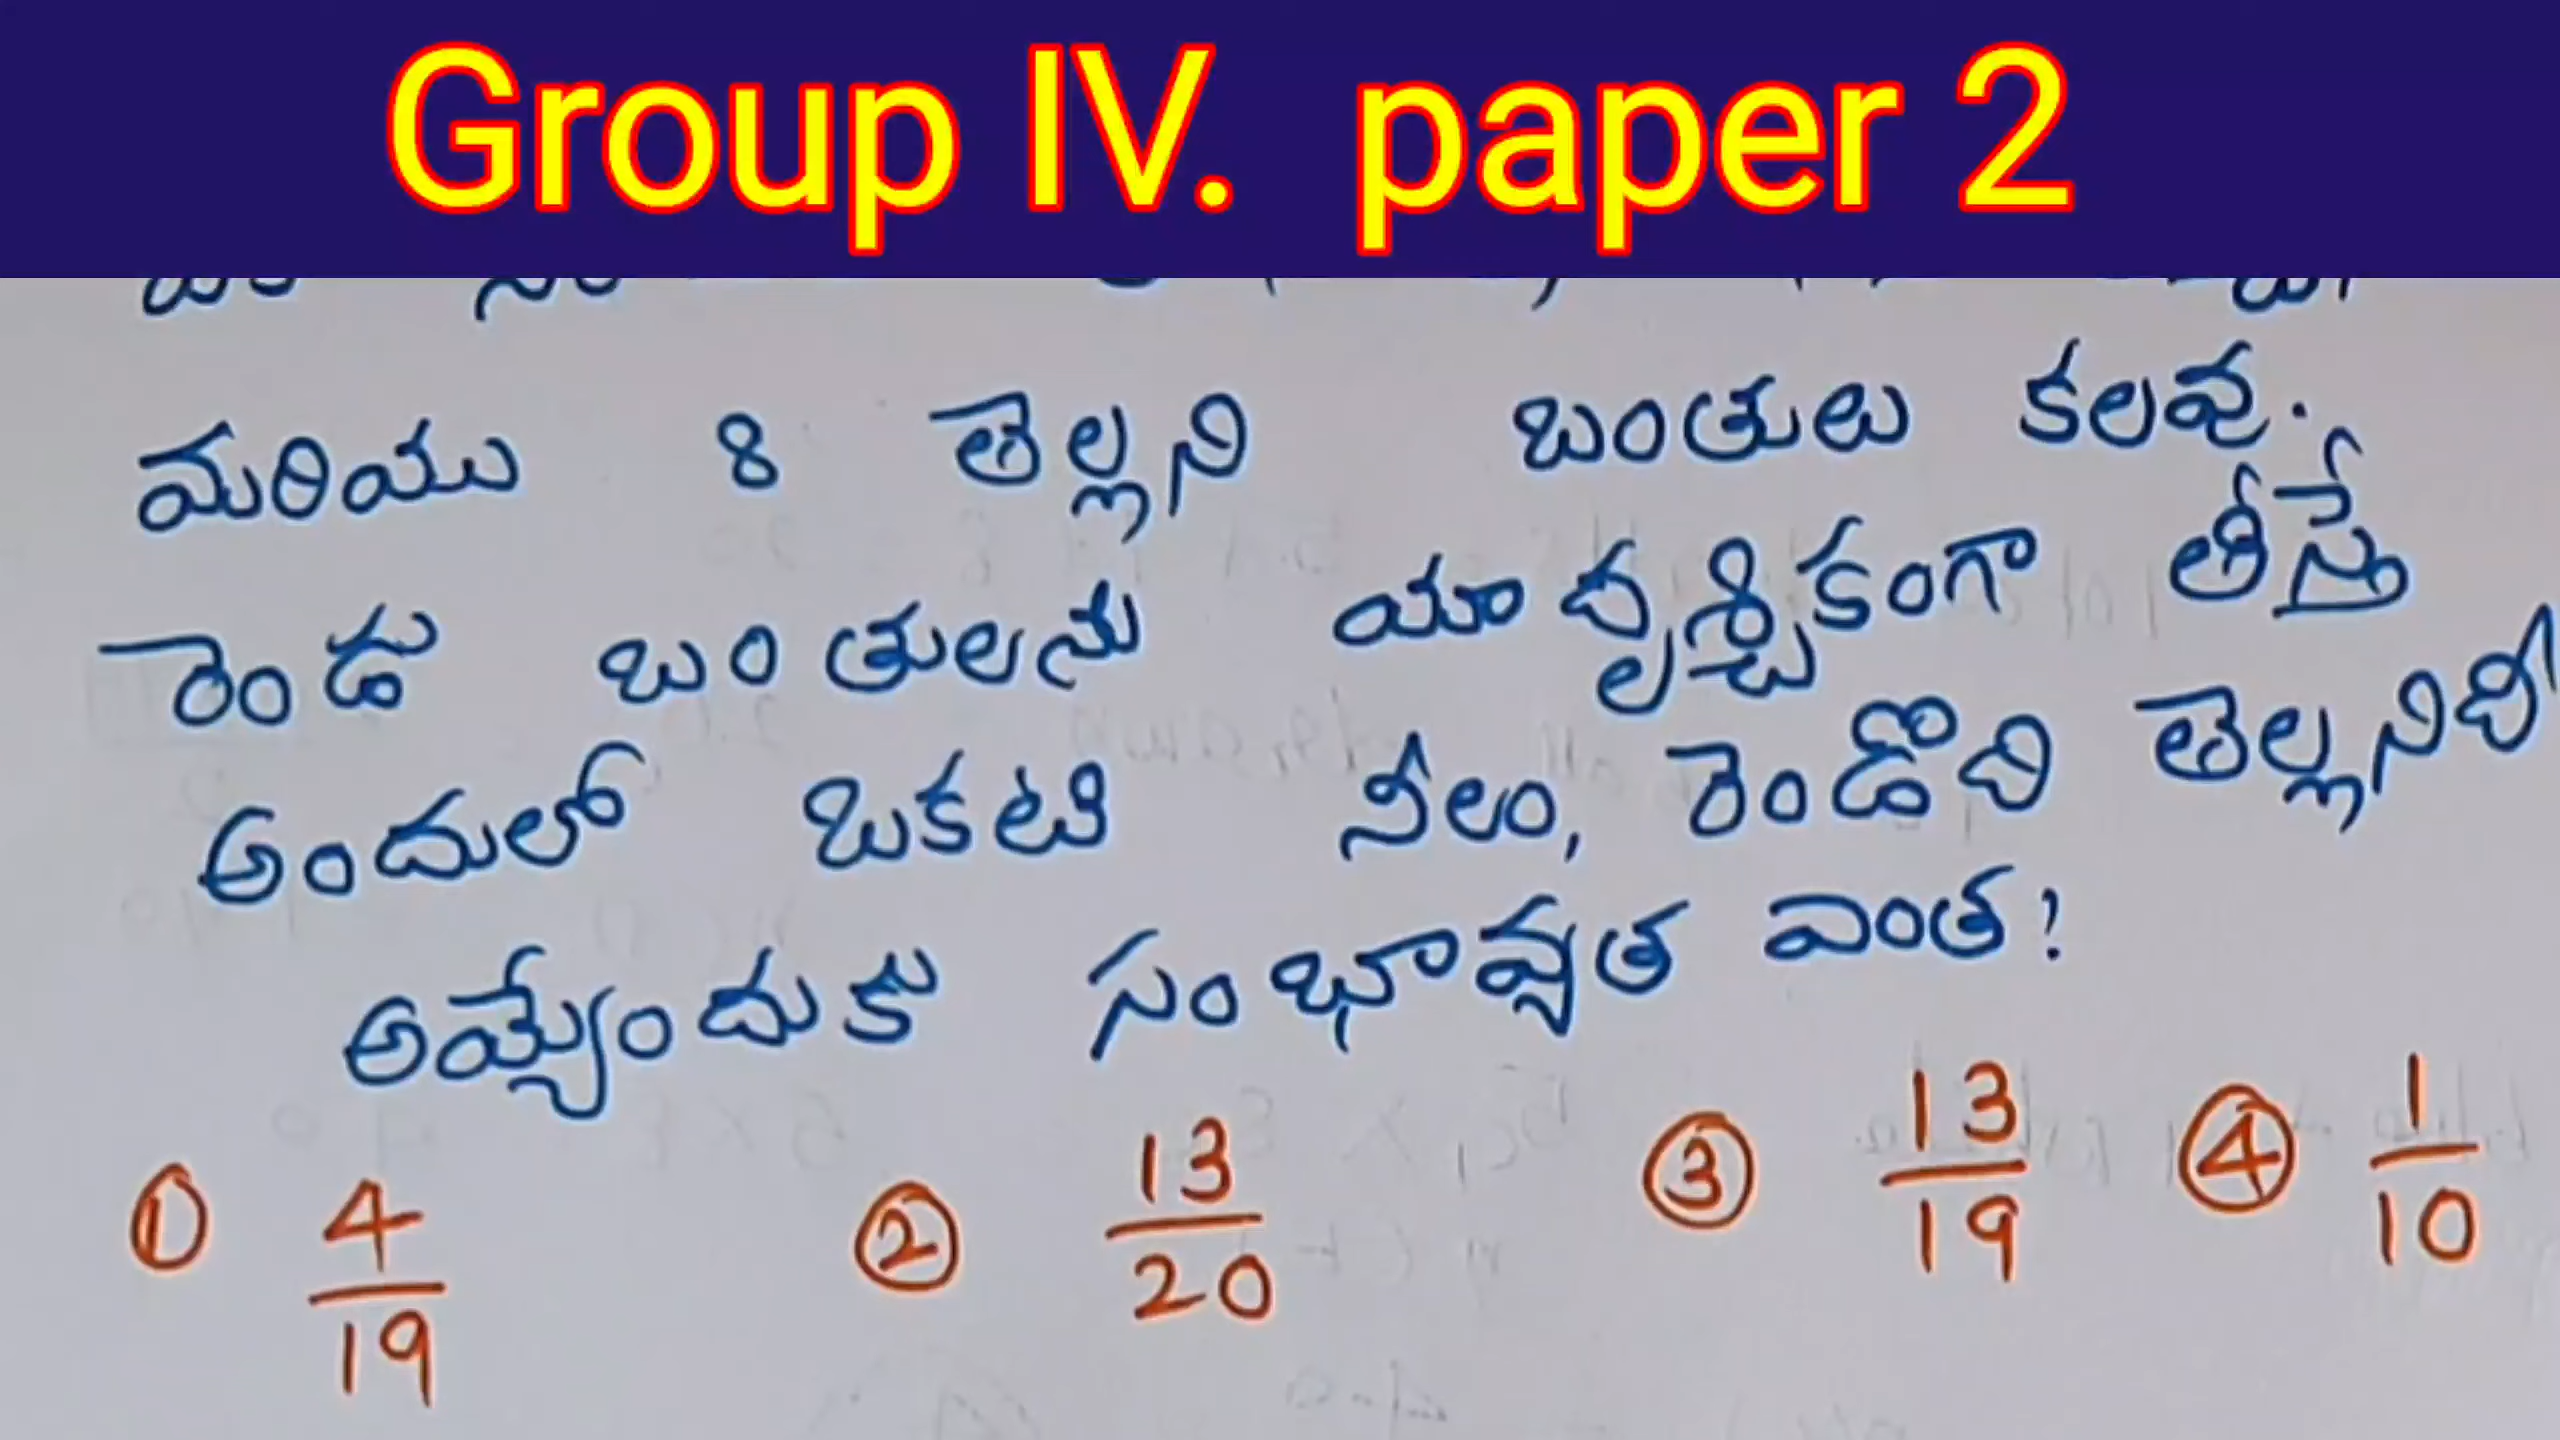 Group IV. paper 2
మరియు 8 తెల్లని బంతులు కలవు.
రెండు బంతులను యాదృశ్చికంగా తీస్తే
అందులో ఒకటి నీలం, రెండోది తెల్లనిది
అయ్యేందుకు సంభావ్యత ఎంత?
① 4/19 ② 13/20 ③ 13/19 ④ 1/10